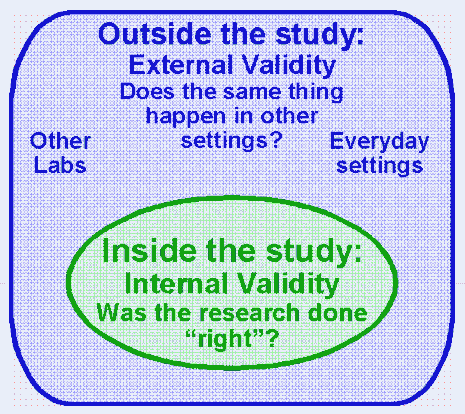 Outside the study:
External Validity
Does the same thing
happen in other
settings?
Other
Labs
Everyday
settings
Inside the study:
Internal Validity
Was the research done
“right”?